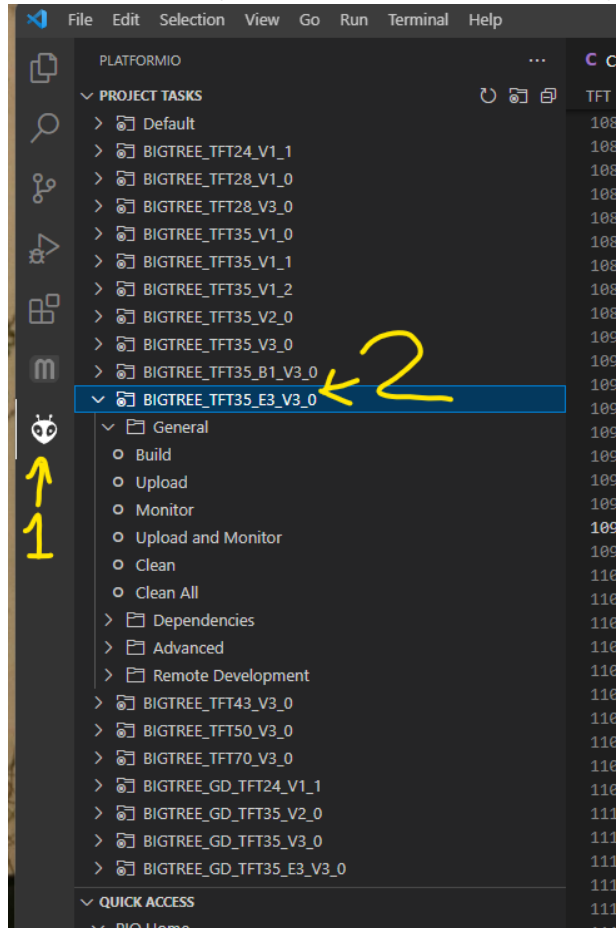 File Edit Selection View Go Run Terminal Help
PLATFORMIO
PROJECT TASKS
Default
BIGTREE_TFT24_V1_1
BIGTREE_TFT28_V1_0
BIGTREE_TFT28_V3_0
BIGTREE_TFT35_V1_0
BIGTREE_TFT35_V1_1
BIGTREE_TFT35_V1_2
BIGTREE_TFT35_V2_0
BIGTREE_TFT35_V3_0
BIGTREE_TFT35_B1_V3_0
2
BIGTREE_TFT35_E3_V3_0
General
Build
Upload
Monitor
1
Upload and Monitor
Clean
Clean All
Dependencies
Advanced
Remote Development
BIGTREE_TFT43_V3_0
BIGTREE_TFT50_V3_0
BIGTREE_TFT70_V3_0
BIGTREE_GD_TFT24_V1_1
BIGTREE_GD_TFT35_V2_0
BIGTREE_GD_TFT35_V3_0
BIGTREE_GD_TFT35_E3_V3_0
QUICK ACCESS
PIO Home
C C
TFT